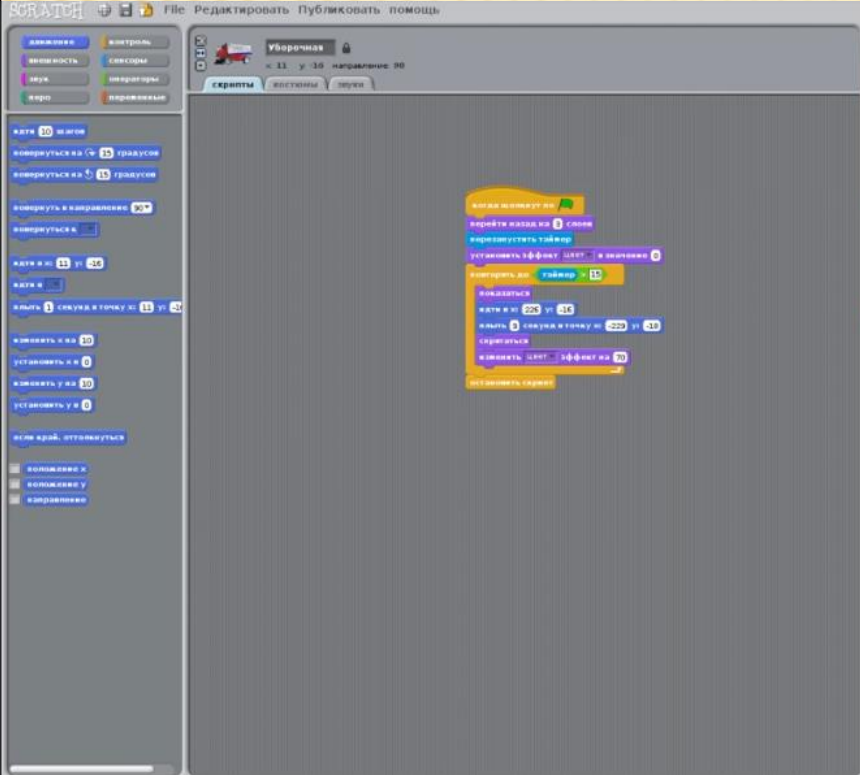 SCRATCH File Редактировать Публиковать помощь
движение контроль
внешность сенсоры
звук операторы
перо переменные
Уборочная
x: 11 y: -16 направление: 90
скрипты костюмы звуки
идти 10 шагов
повернуться на 15 градусов
повернуться на 15 градусов
повернуть в направление 90
повернуться к
идти в x: 11 y: -16
идти в
плыть 1 секунд в точку x: 11 y:
изменить x на 10
установить x в 0
изменить y на 10
установить y в 0
если край, оттолкнуться
положение x
положение y
направление
когда щелкнут по
перейти назад на 3 слоев
перезапустить таймер
установить эффект цвет в значение 0
повторять до таймер > 15
показаться
идти в x: 226 y: -16
плыть секунд в точку x: -229 y:
спрятаться
изменить цвет эффект на 70
остановить скрипт